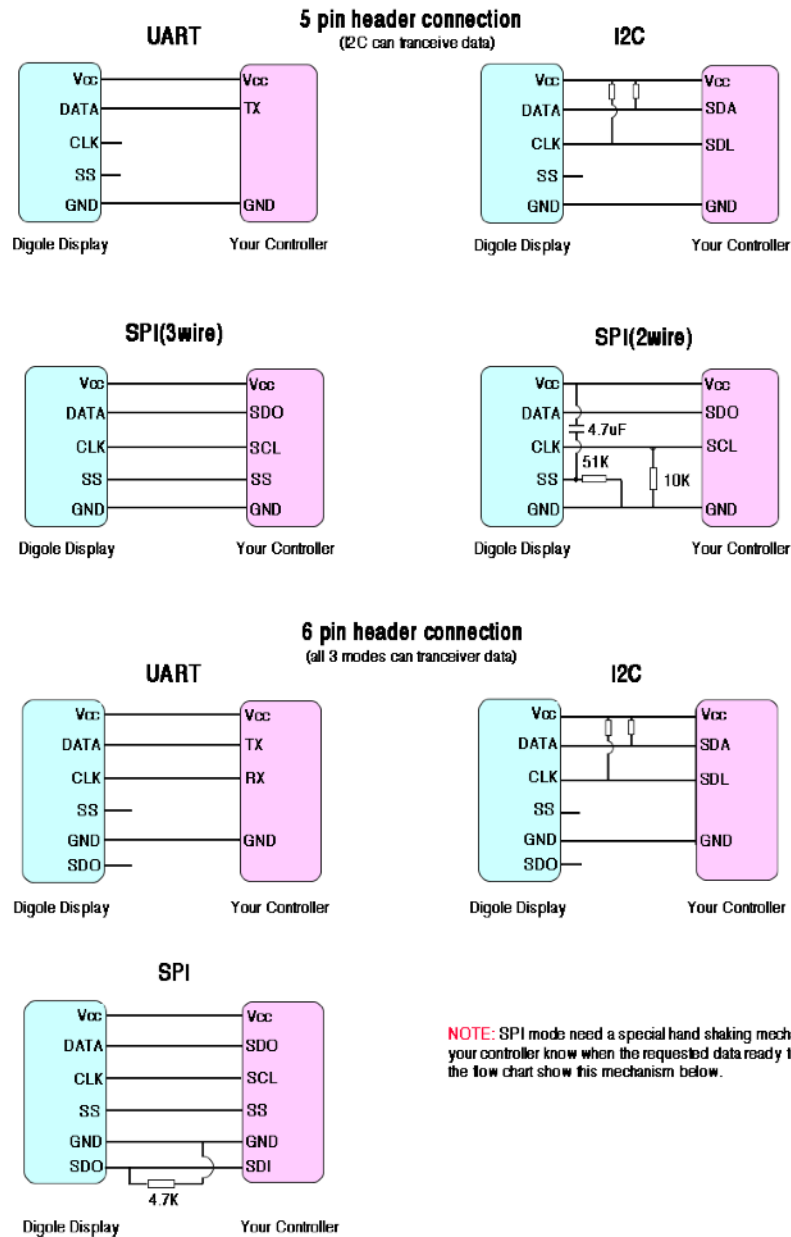 5 pin header connection
(I2C can tranceive data)
UART
Vcc Vcc
DATA TX
CLK
SS
GND GND
Digole Display Your Controller
I2C
Vcc Vcc
DATA SDA
CLK SDL
SS
GND GND
Digole Display Your Controller
SPI(3wire)
Vcc Vcc
DATA SDO
CLK SCL
SS SS
GND GND
Digole Display Your Controller
SPI(2wire)
Vcc Vcc
DATA SDO
4.7uF
CLK SCL
51K
SS 10K
GND GND
Digole Display Your Controller
6 pin header connection
(all 3 modes can tranceiver data)
UART
Vcc Vcc
DATA TX
CLK RX
SS
GND GND
SDO
Digole Display Your Controller
I2C
Vcc Vcc
DATA SDA
CLK SDL
SS
GND GND
SDO
Digole Display Your Controller
SPI
Vcc Vcc
DATA SDO
CLK SCL
SS SS
GND GND
SDO SDI
4.7K
Digole Display Your Controller
NOTE: SPI mode need a special hand shaking mech
your controller know when the requested data ready
the flow chart show this mechanism below.